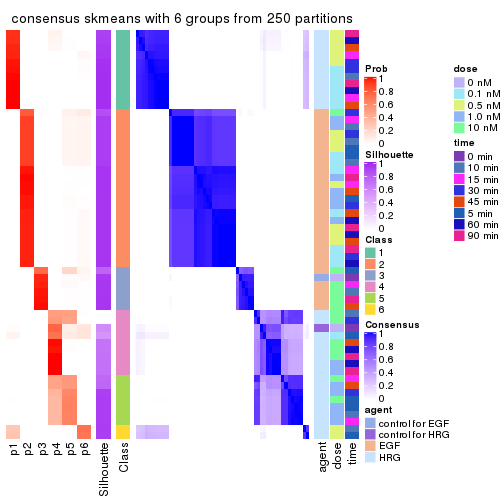 consensus skmeans with 6 groups from 250 partitions
p1
p2
p3
p4
p5
p6
Silhouette
Class
agent
dose
time
Prob
1
0.8
0.6
0.4
0.2
0
Silhouette
1
0.8
0.6
0.4
0.2
0
Class
1
2
3
4
5
6
Consensus
1
0.8
0.6
0.4
0.2
0
agent
control for EGF
control for HRG
EGF
HRG
dose
0 nM
0.1 nM
0.5 nM
1.0 nM
10 nM
time
0 min
10 min
15 min
30 min
45 min
5 min
60 min
90 min